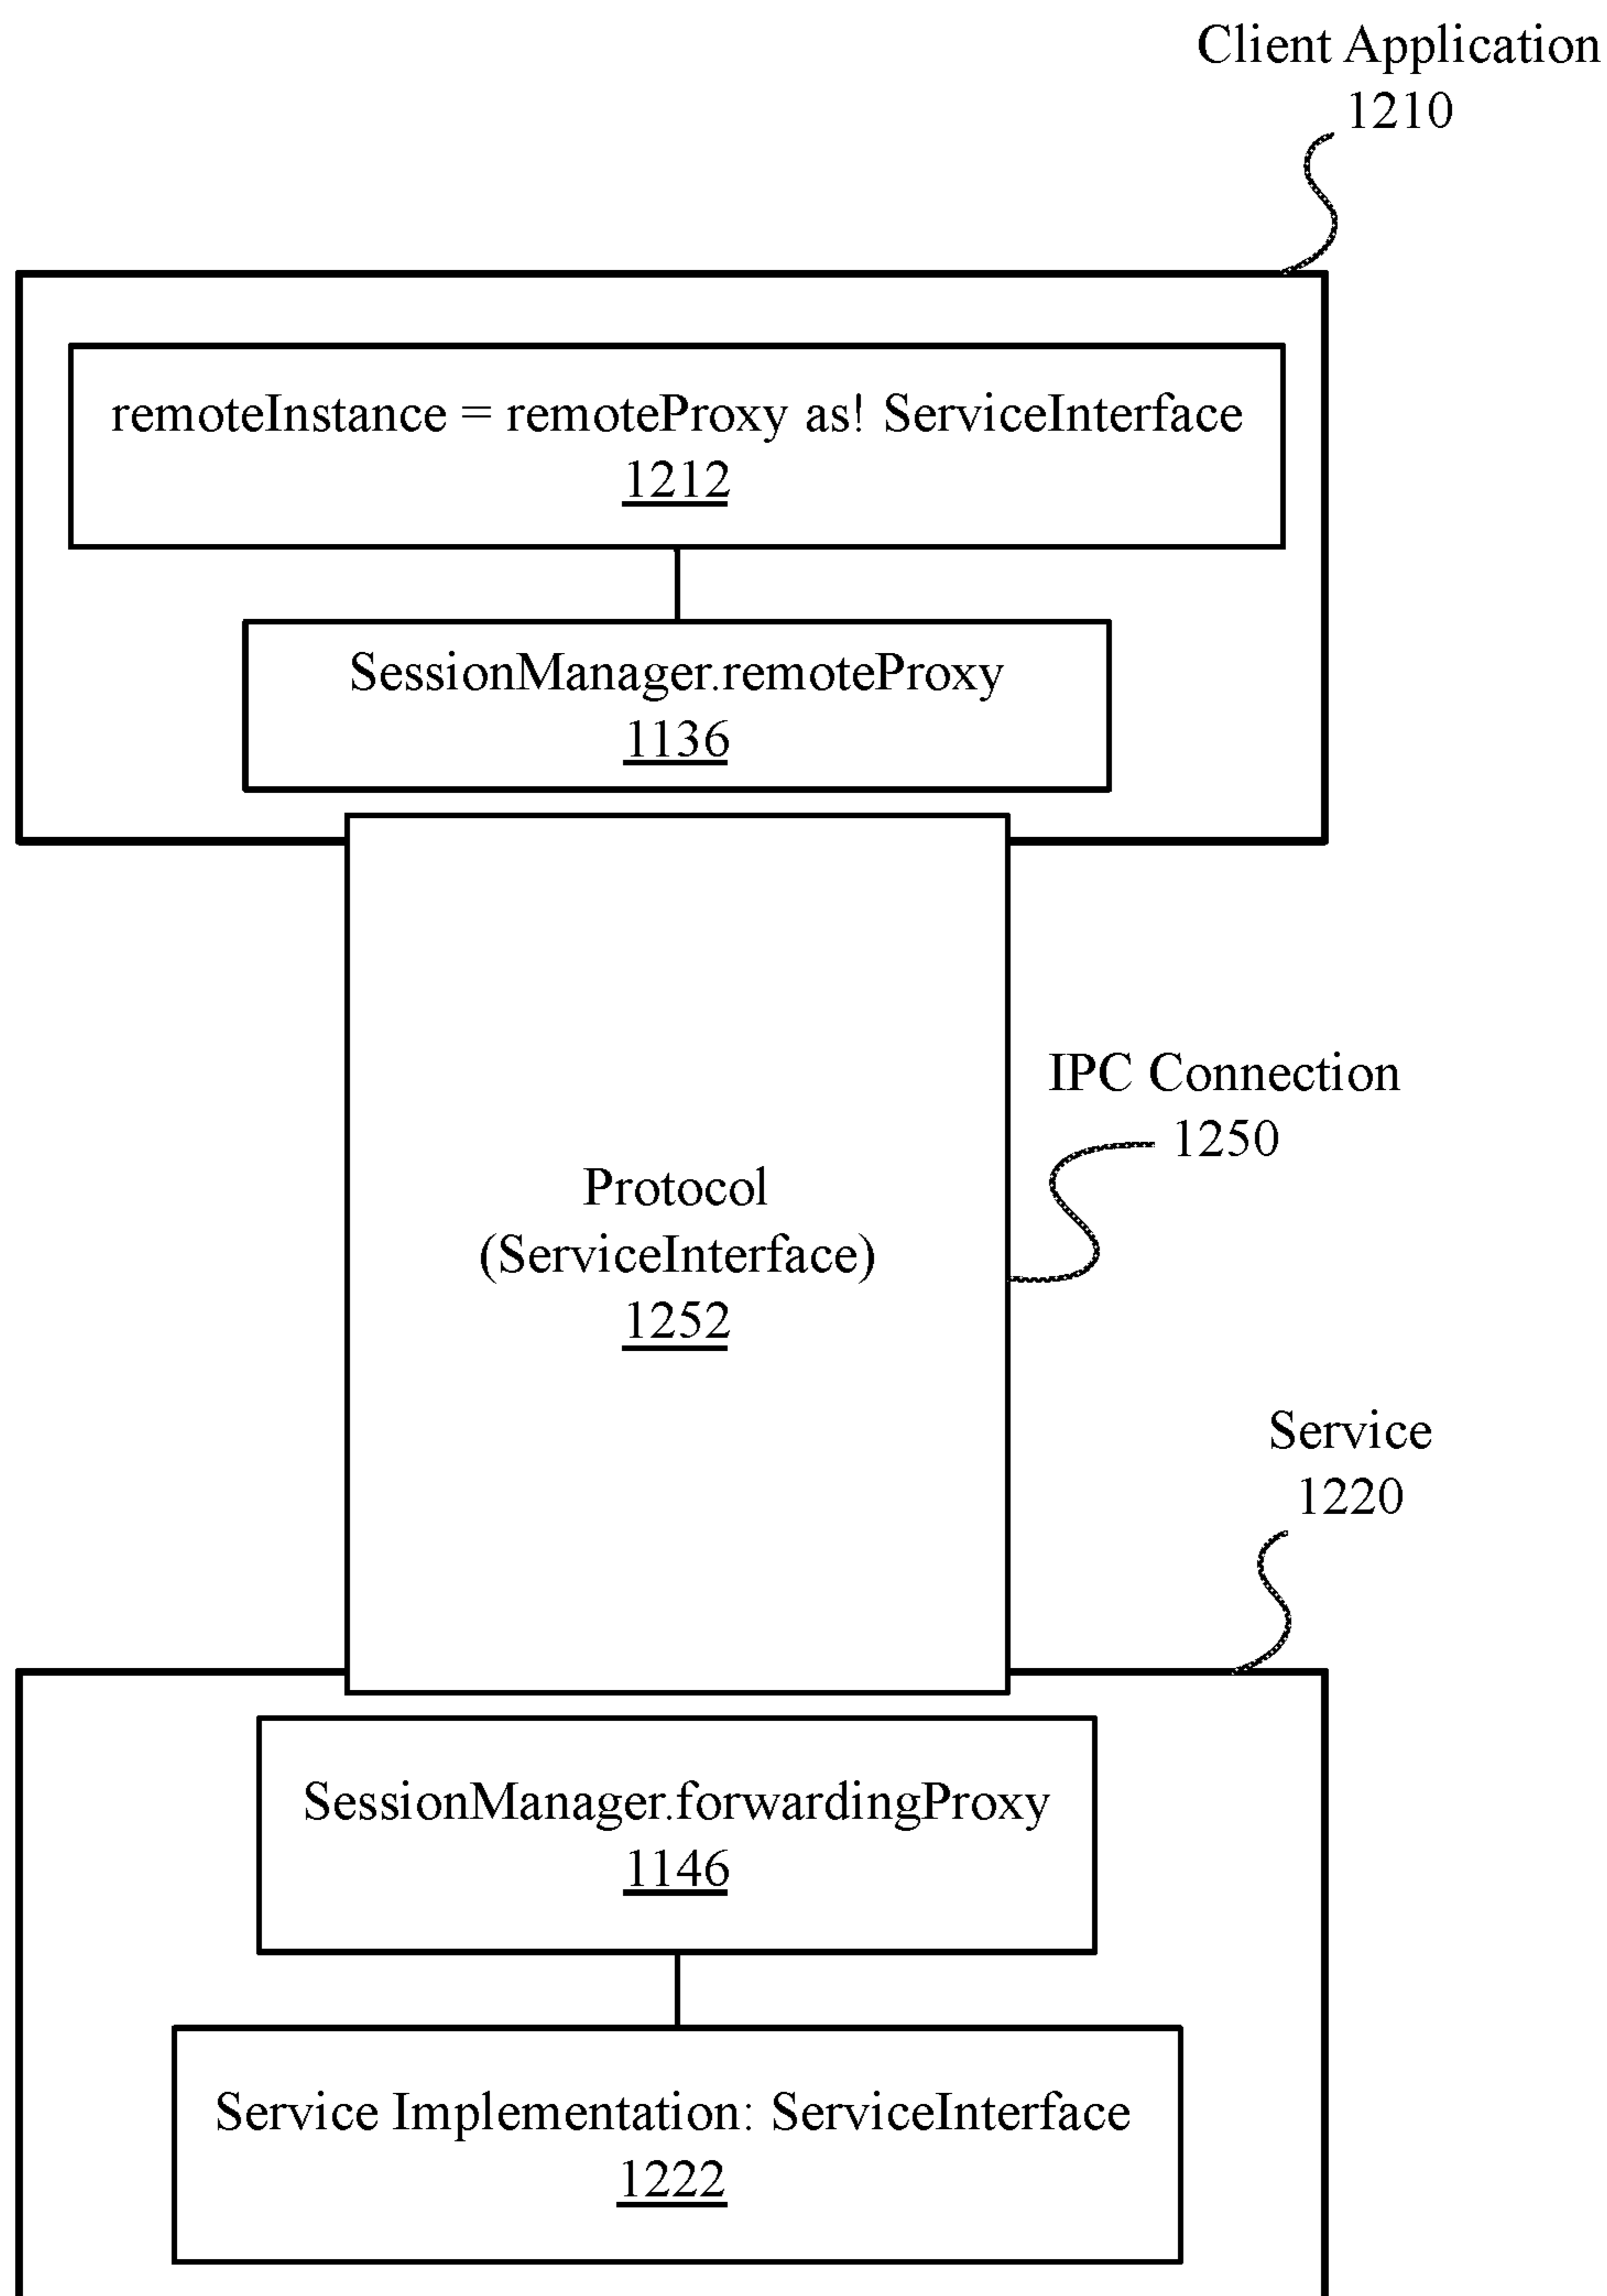 Client Application
1210
remoteInstance = remoteProxy as! ServiceInterface
1212
SessionManager.remoteProxy
1136
IPC Connection
1250
Protocol
(ServiceInterface)
1252
Service
1220
SessionManager.forwardingProxy
1146
Service Implementation: ServiceInterface
1222